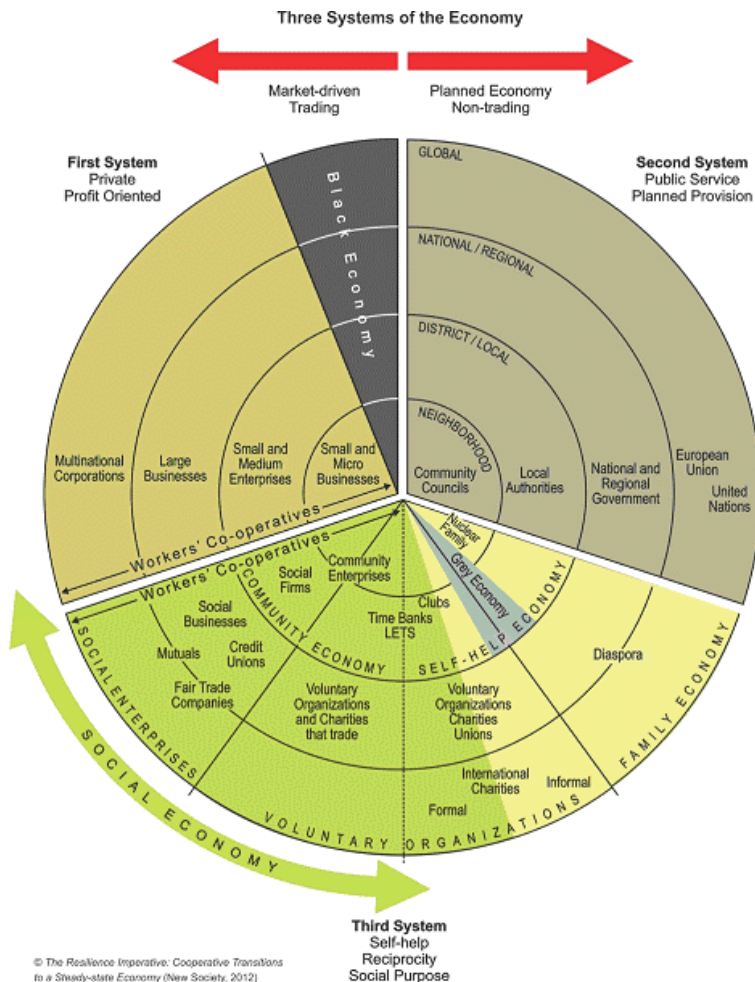 Three Systems of the Economy
Market-driven
Trading
Planned Economy
Non-trading
First System
Private
Profit Oriented
Second System
Public Service
Planned Provision
Black Economy
GLOBAL
NATIONAL / REGIONAL
DISTRICT / LOCAL
NEIGHBORHOOD
Multinational
Corporations
Large
Businesses
Small and
Medium
Enterprises
Small and
Micro
Businesses
Community
Councils
Local
Authorities
National and
Regional
Government
European
Union
United
Nations
Workers' Co-operatives
Workers' Co-operatives
Nuclear
Family
Grey Economy
Community
Enterprises
Social
Firms
Social
Businesses
Clubs
Time Banks
LETS
COMMUNITY ECONOMY
SELF-HELP ECONOMY
Mutuals
Credit
Unions
Fair Trade
Companies
Voluntary
Organizations
and Charities
that trade
Voluntary
Organizations
Charities
Unions
Diaspora
International
Charities
Informal
Formal
SOCIAL ENTERPRISES
VOLUNTARY ORGANIZATIONS
FAMILY ECONOMY
SOCIAL ECONOMY
Third System
Self-help
Reciprocity
Social Purpose
© The Resilience Imperative: Cooperative Transitions
to a Steady-state Economy (New Society, 2012)